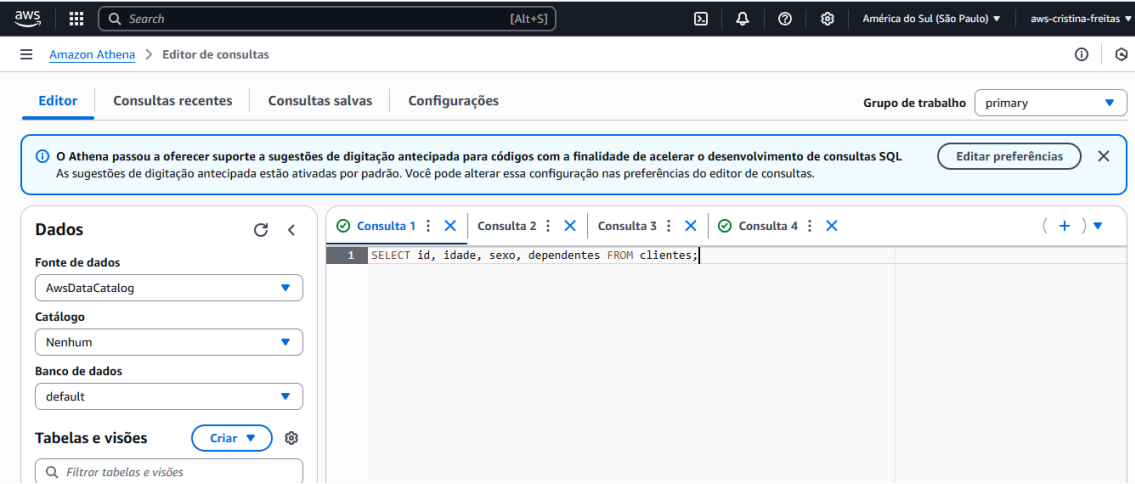 aws
Search [Alt+S]
América do Sul (São Paulo)
aws-cristina-freitas
Amazon Athena
Editor de consultas
Editor
Consultas recentes
Consultas salvas
Configurações
Grupo de trabalho
primary
O Athena passou a oferecer suporte a sugestões de digitação antecipada para códigos com a finalidade de acelerar o desenvolvimento de consultas SQL
As sugestões de digitação antecipada estão ativadas por padrão. Você pode alterar essa configuração nas preferências do editor de consultas.
Editar preferências
Dados
Fonte de dados
AwsDataCatalog
Catálogo
Nenhum
Banco de dados
default
Tabelas e visões
Criar
Filtrar tabelas e visões
Consulta 1
Consulta 2
Consulta 3
Consulta 4
1 SELECT id, idade, sexo, dependentes FROM clientes;